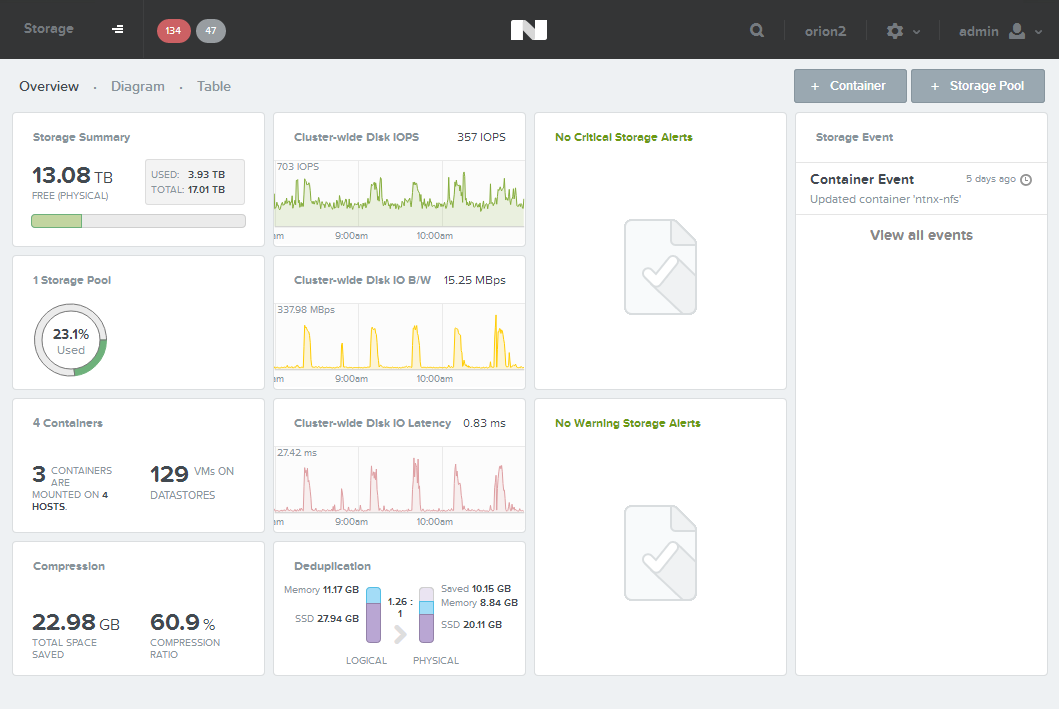 Storage
134 47
N
orion2
admin
Overview · Diagram · Table
+ Container
+ Storage Pool
Storage Summary
13.08 TB
FREE (PHYSICAL)
USED: 3.93 TB
TOTAL: 17.01 TB
1 Storage Pool
23.1%
Used
4 Containers
3 CONTAINERS
ARE
MOUNTED ON 4
HOSTS.
129 VMs ON
DATASTORES
Compression
22.98 GB
TOTAL SPACE
SAVED
60.9 %
COMPRESSION
RATIO
Cluster-wide Disk IOPS 357 IOPS
703 IOPS
am 9:00am 10:00am
Cluster-wide Disk IO B/W 15.25 MBps
337.98 MBps
am 9:00am 10:00am
Cluster-wide Disk IO Latency 0.83 ms
27.42 ms
am 9:00am 10:00am
Deduplication
Memory 11.17 GB
SSD 27.94 GB
1.26 :
1
Saved 10.15 GB
Memory 8.84 GB
SSD 20.11 GB
LOGICAL PHYSICAL
No Critical Storage Alerts
No Warning Storage Alerts
Storage Event
Container Event 5 days ago
Updated container 'ntnx-nfs'
View all events